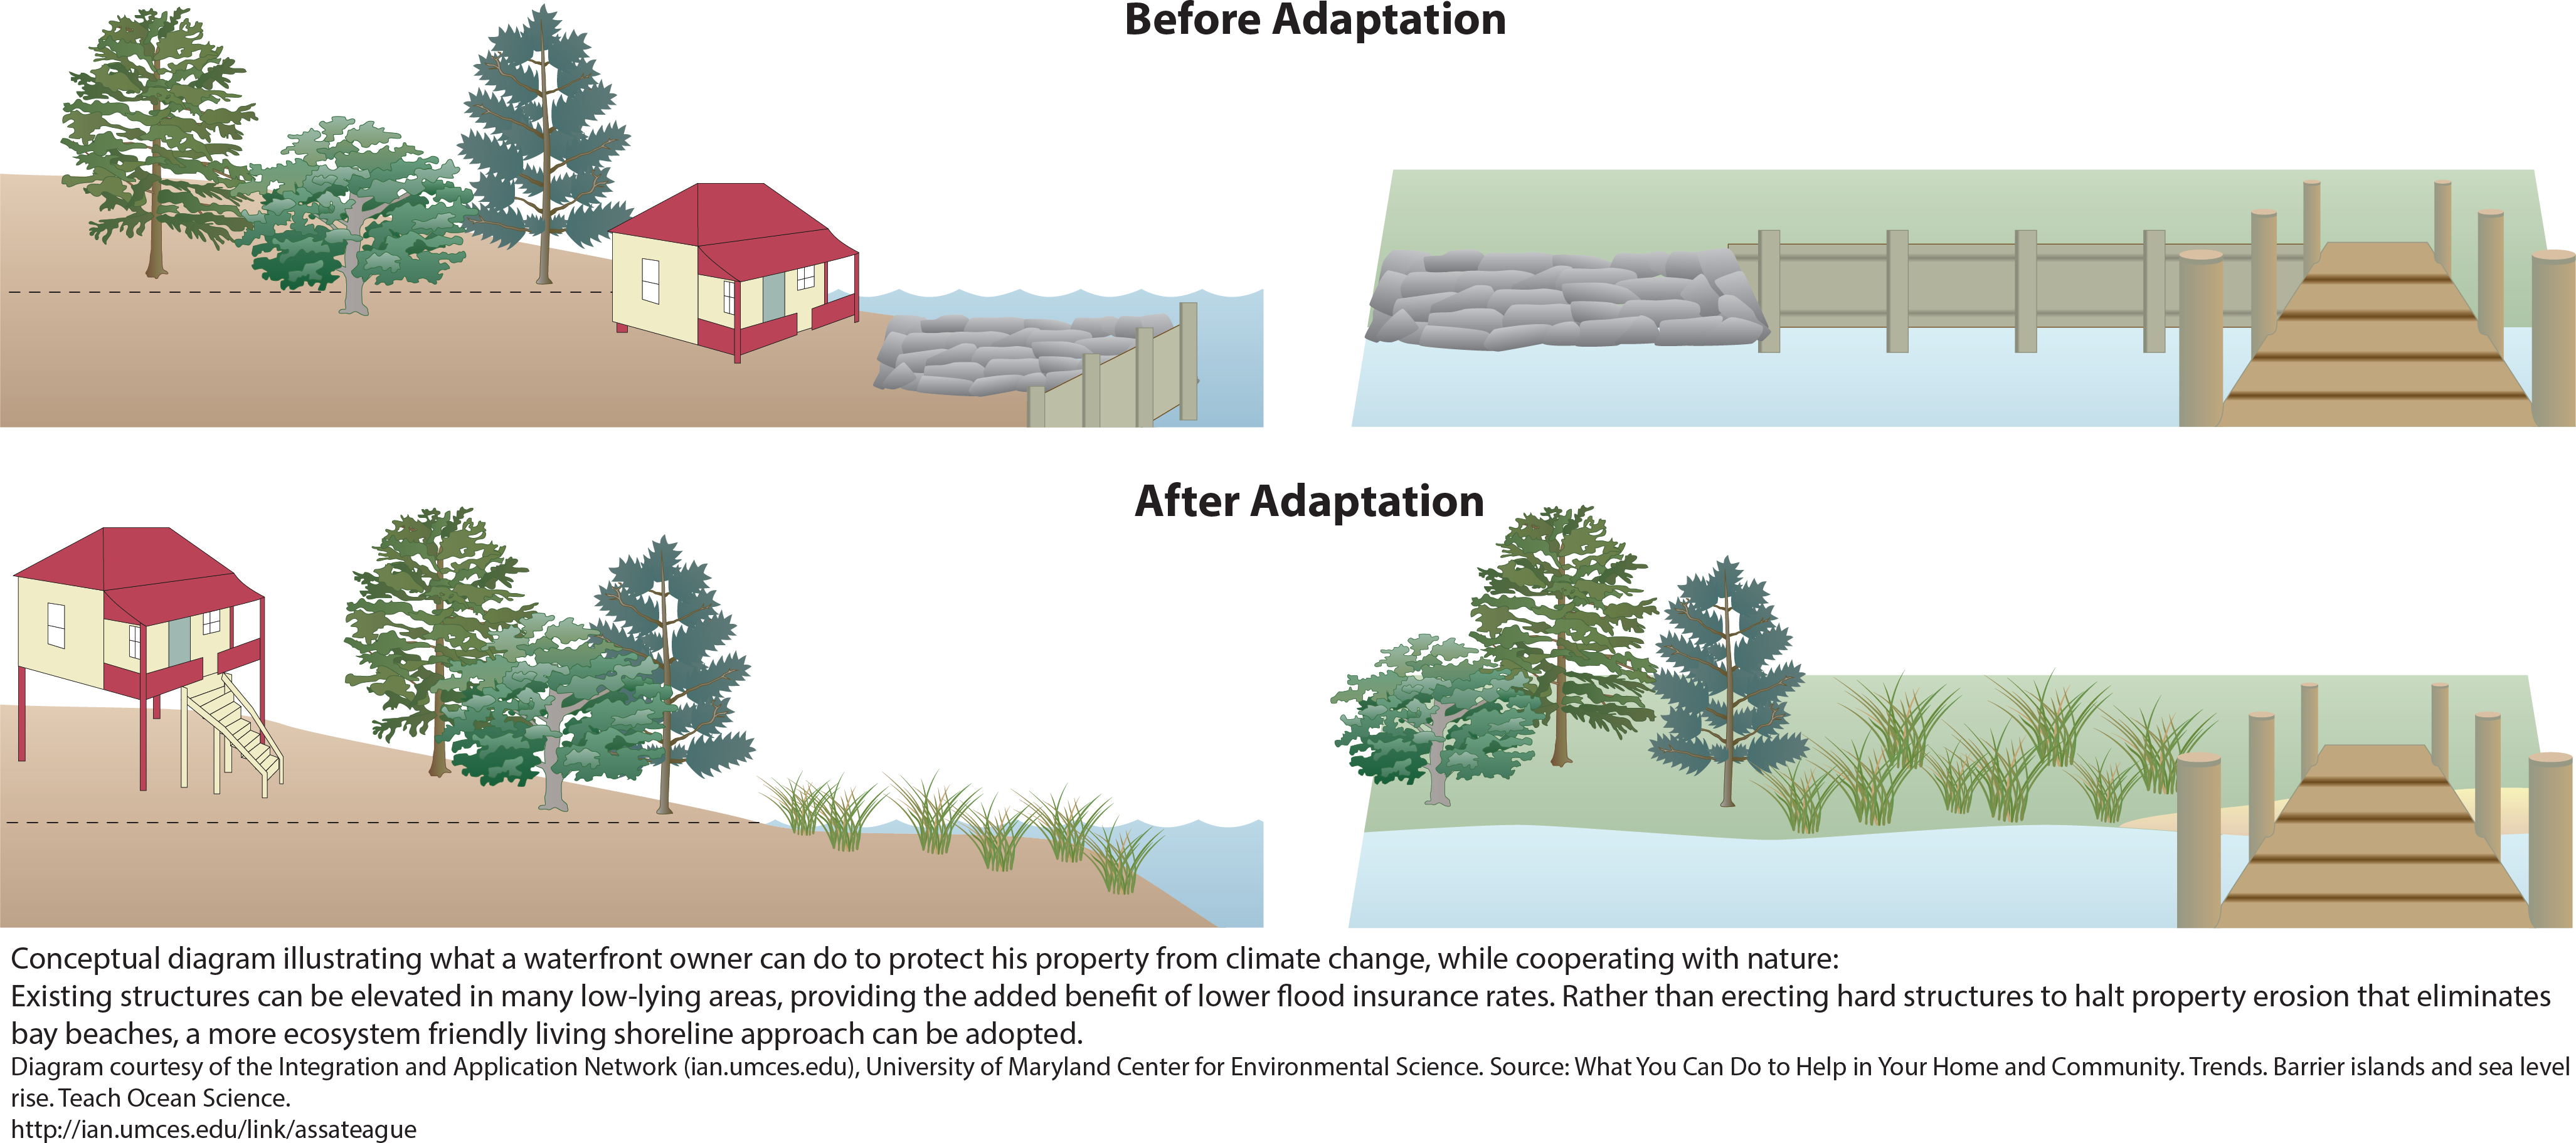 Before Adaptation
After Adaptation
Conceptual diagram illustrating what a waterfront owner can do to protect his property from climate change, while cooperating with nature:
Existing structures can be elevated in many low-lying areas, providing the added benefit of lower flood insurance rates. Rather than erecting hard structures to halt property erosion that eliminates
bay beaches, a more ecosystem friendly living shoreline approach can be adopted.
Diagram courtesy of the Integration and Application Network (ian.umces.edu), University of Maryland Center for Environmental Science. Source: What You Can Do to Help in Your Home and Community. Trends. Barrier islands and sea level
rise. Teach Ocean Science.
http://ian.umces.edu/link/assateague